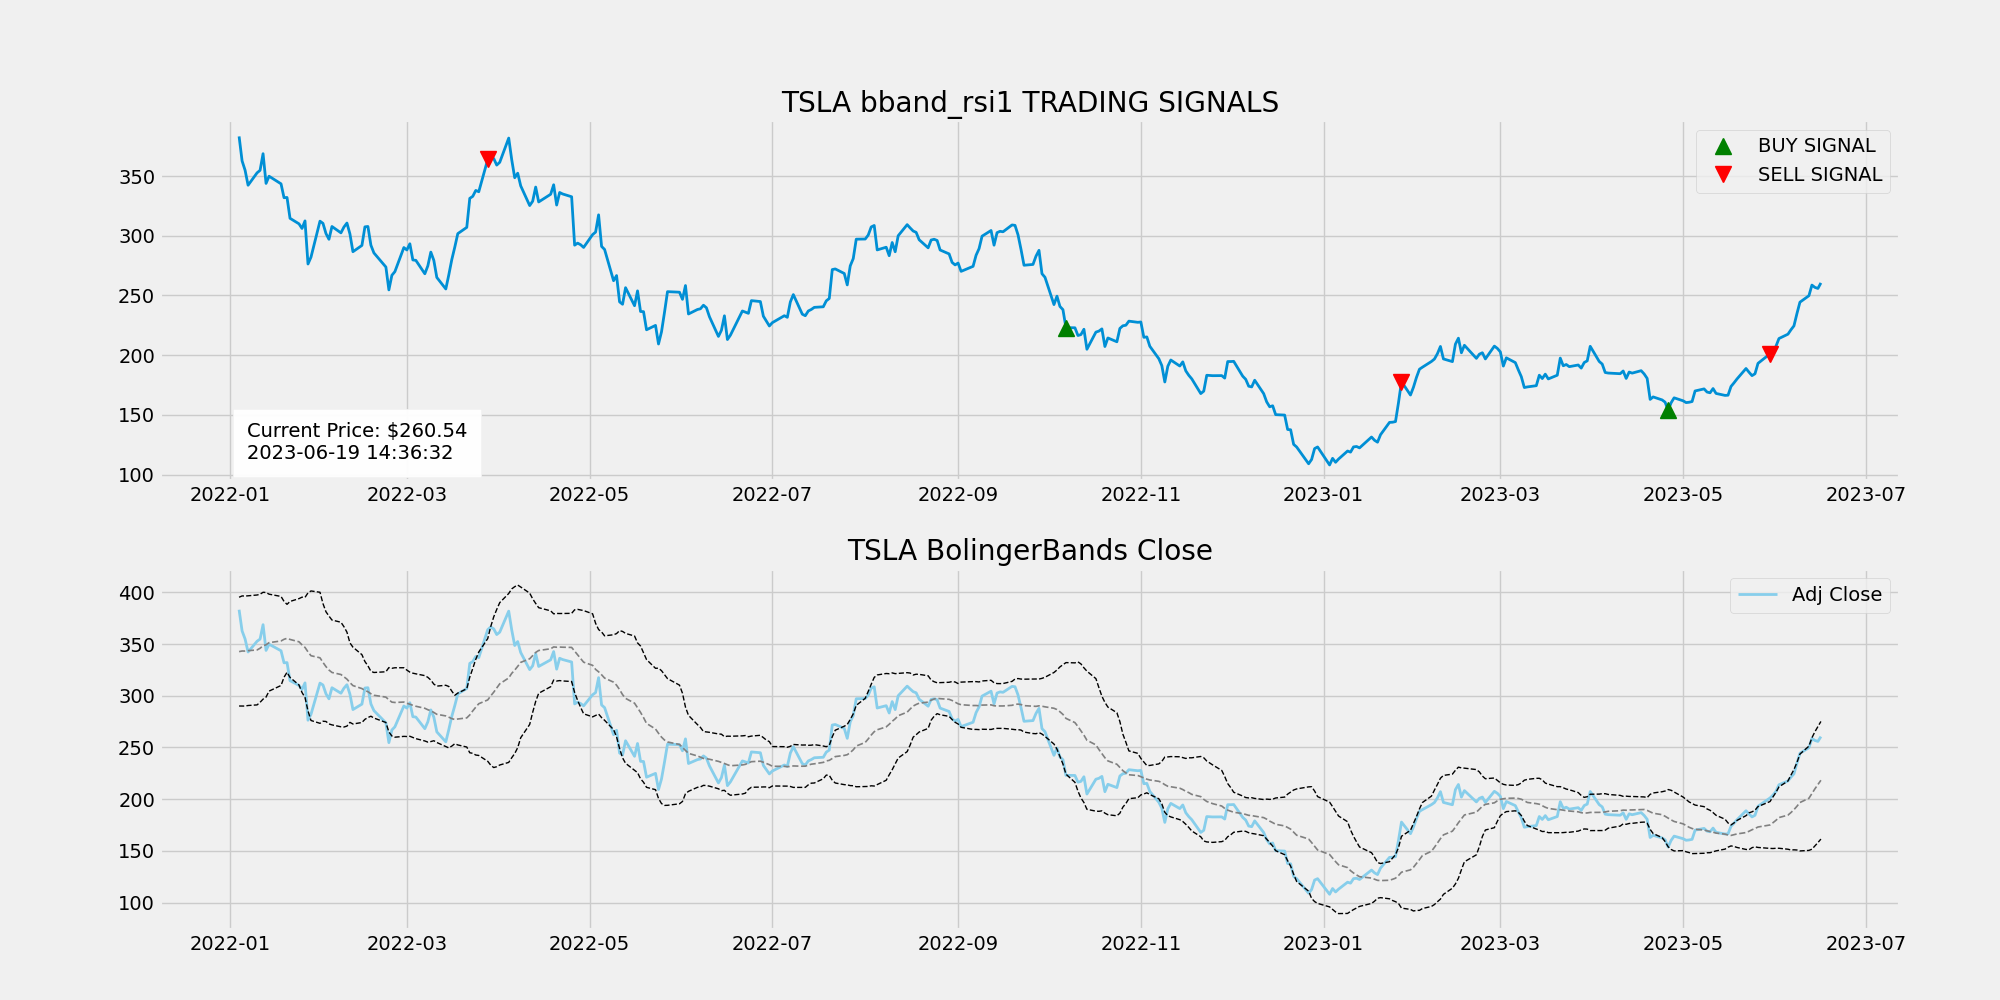 TSLA bband_rsi1 TRADING SIGNALS
BUY SIGNAL
SELL SIGNAL
350
300
250
200
150
100
Current Price: $260.54
2023-06-19 14:36:32
2022-01 2022-03 2022-05 2022-07 2022-09 2022-11 2023-01 2023-03 2023-05 2023-07
TSLA BolingerBands Close
Adj Close
400
350
300
250
200
150
100
2022-01 2022-03 2022-05 2022-07 2022-09 2022-11 2023-01 2023-03 2023-05 2023-07